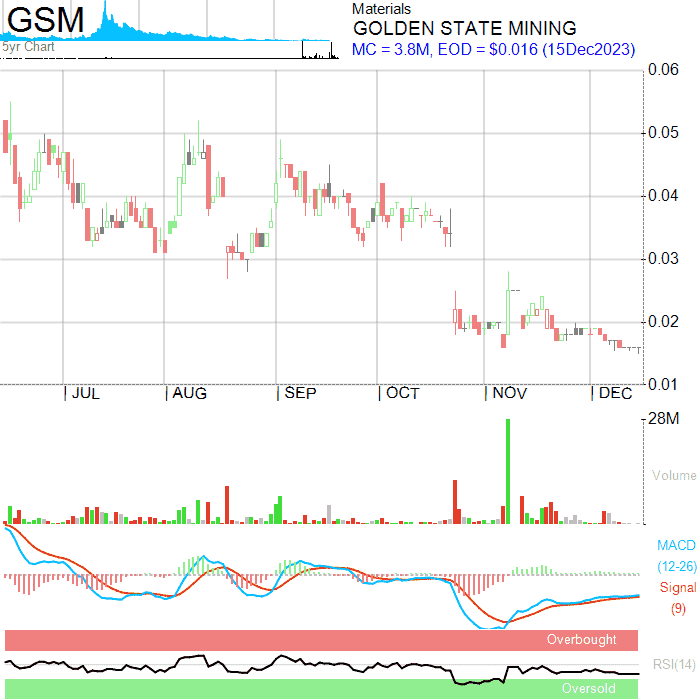 GSM
5yr Chart
Materials
GOLDEN STATE MINING
MC = 3.8M, EOD = $0.016 (15Dec2023)
0.06
0.05
0.04
0.03
0.02
0.01
JUL AUG SEP OCT NOV DEC
28M
Volume
MACD
(12-26)
Signal
(9)
Overbought
RSI(14)
Oversold